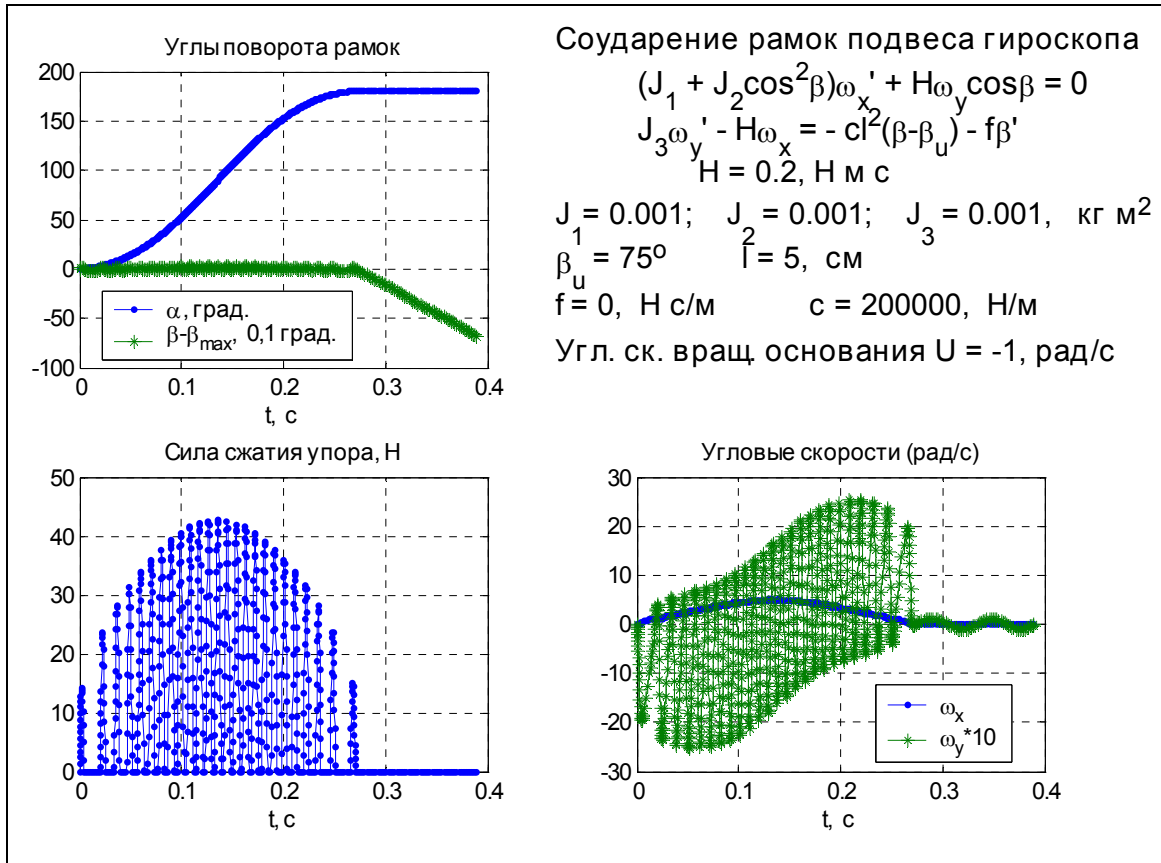 Углы поворота рамок
200
150
100
50
0
-50
-100
0 0.1 0.2 0.3 0.4
t, c
α, град.
β-βmax, 0,1 град.
Соударение рамок подвеса гироскопа
(J1 + J2cos²β)ωx' + Hωycosβ = 0
J3ωy' - Hωx = - cl²(β-βu) - fβ'
H = 0.2, Н м с
J1 = 0.001; J2 = 0.001; J3 = 0.001, кг м²
βu = 75º l = 5, см
f = 0, Н с/м c = 200000, Н/м
Угл. ск. вращ. основания U = -1, рад/с
Сила сжатия упора, Н
50
40
30
20
10
0
0 0.1 0.2 0.3 0.4
t, c
Угловые скорости (рад/с)
30
20
10
0
-10
-20
-30
0 0.1 0.2 0.3 0.4
t, c
ωx
ωy*10